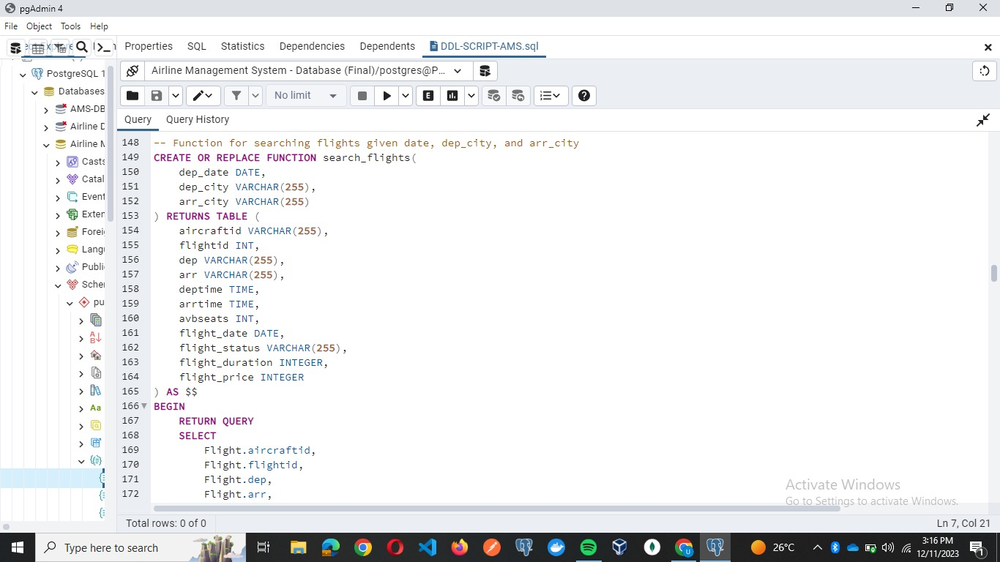 pgAdmin 4
File Object Tools Help
Properties SQL Statistics Dependencies Dependents DDL-SCRIPT-AMS.sql
PostgreSQL 1
Databases
AMS-DB
Airline D
Airline M
Casts
Catal
Event
Exter
Forei
Langu
Publi
Scher
pu
Aa
Airline Management System - Database (Final)/postgres@P...
No limit
E
Query Query History
148 -- Function for searching flights given date, dep_city, and arr_city
149 CREATE OR REPLACE FUNCTION search_flights(
150 dep_date DATE,
151 dep_city VARCHAR(255),
152 arr_city VARCHAR(255)
153 ) RETURNS TABLE (
154 aircraftid VARCHAR(255),
155 flightid INT,
156 dep VARCHAR(255),
157 arr VARCHAR(255),
158 deptime TIME,
159 arrtime TIME,
160 avbseats INT,
161 flight_date DATE,
162 flight_status VARCHAR(255),
163 flight_duration INTEGER,
164 flight_price INTEGER
165 ) AS $$
166 BEGIN
167 RETURN QUERY
168 SELECT
169 Flight.aircraftid,
170 Flight.flightid,
171 Flight.dep,
172 Flight.arr,
Activate Windows
Go to Settings to activate Windows.
Total rows: 0 of 0
Ln 7, Col 21
Type here to search
26°C
3:16 PM
12/11/2023
1